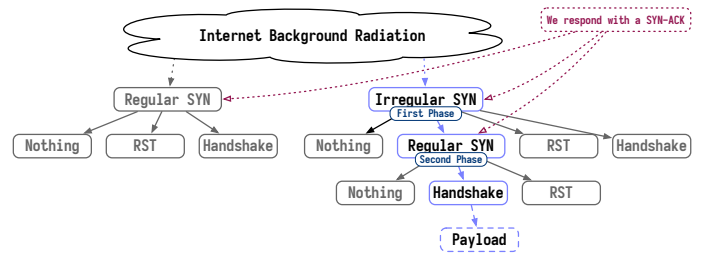 We respond with a SYN-ACK
Internet Background Radiation
Regular SYN
Irregular SYN
First Phase
Nothing
RST
Handshake
Nothing
Regular SYN
RST
Handshake
Second Phase
Nothing
Handshake
RST
Payload